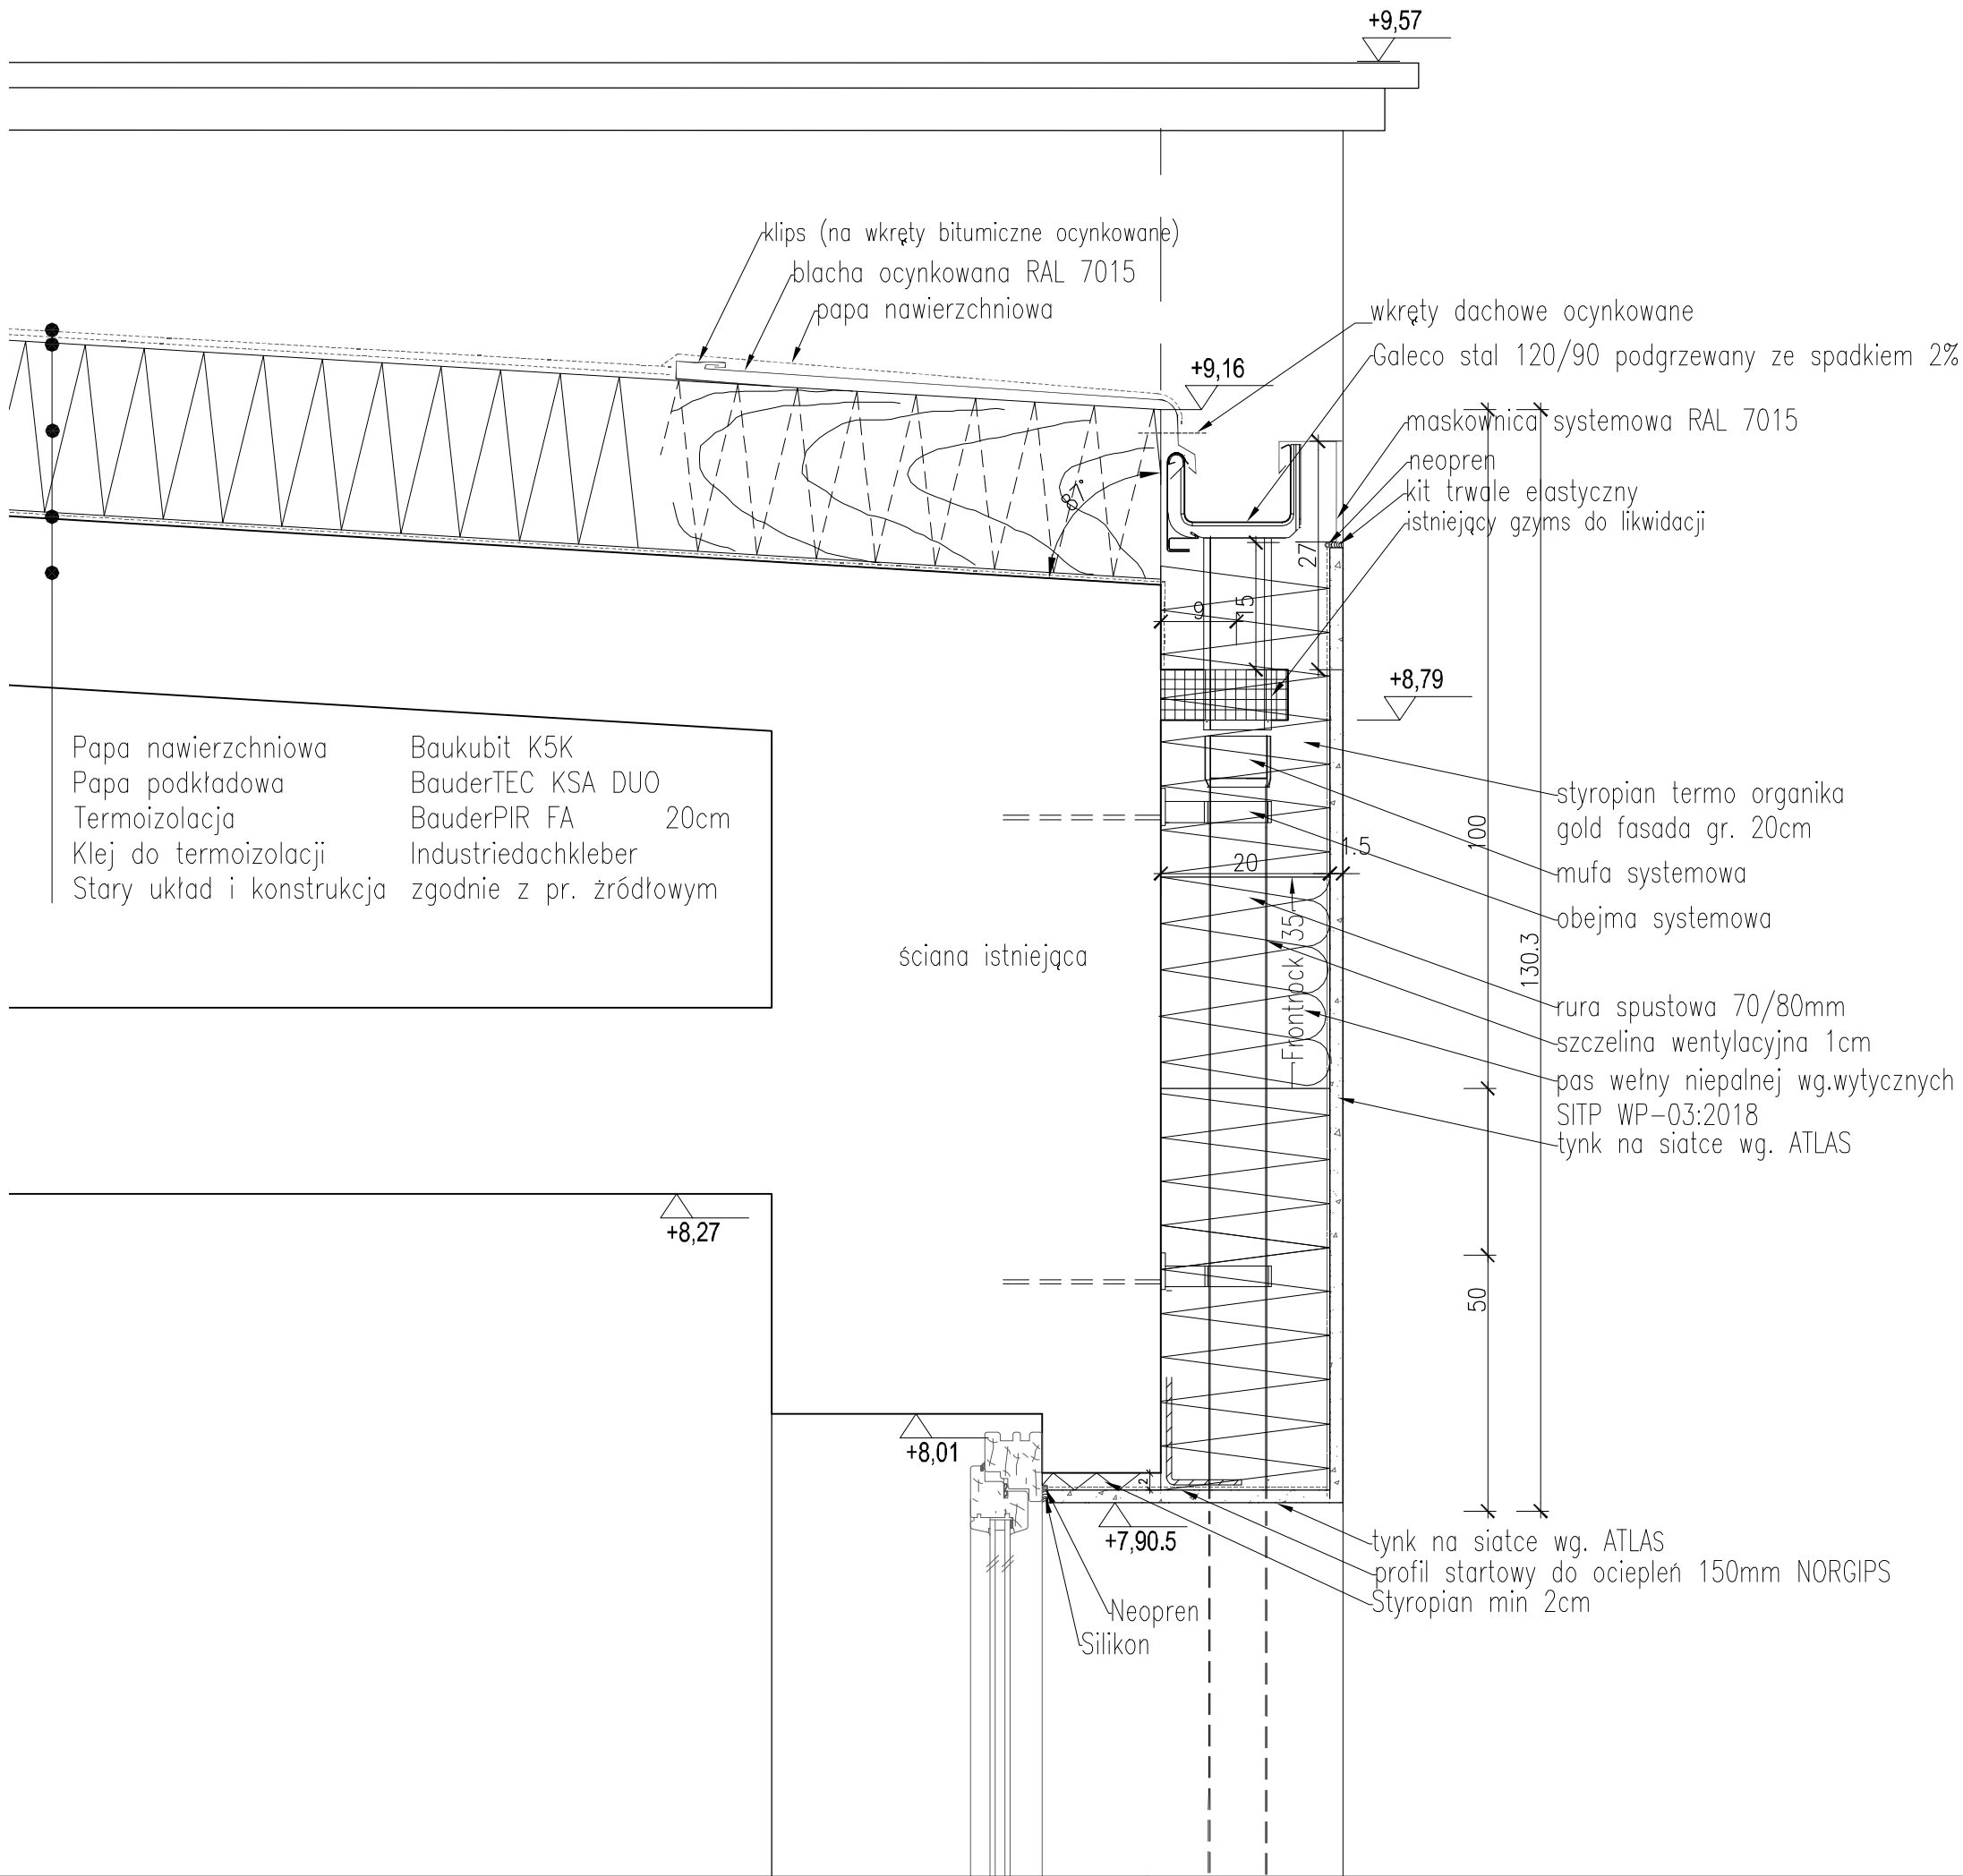 +9,57
klips (na wkręty bitumiczne ocynkowane)
blacha ocynkowana RAL 7015
papa nawierzchniowa
wkręty dachowe ocynkowane
Galeco stal 120/90 podgrzewany ze spadkiem 2%
+9,16
maskownica systemowa RAL 7015
neopren
kit trwale elastyczny
istniejący gzyms do likwidacji
87°
27
15
9
+8,79
Papa nawierzchniowa Baukubit K5K
Papa podkładowa BauderTEC KSA DUO
Termoizolacja BauderPIR FA 20cm
Klej do termoizolacji Industriedachkleber
Stary układ i konstrukcja zgodnie z pr. żródłowym
styropian termo organika
gold fasada gr. 20cm
100
1.5
20
mufa systemowa
obejma systemowa
ściana istniejąca
Frontrock 35
130.3
rura spustowa 70/80mm
szczelina wentylacyjna 1cm
pas wełny niepalnej wg.wytycznych
SITP WP-03:2018
tynk na siatce wg. ATLAS
+8,27
50
+8,01
2
+7,90.5
tynk na siatce wg. ATLAS
profil startowy do ociepleń 150mm NORGIPS
Styropian min 2cm
Neopren
Silikon